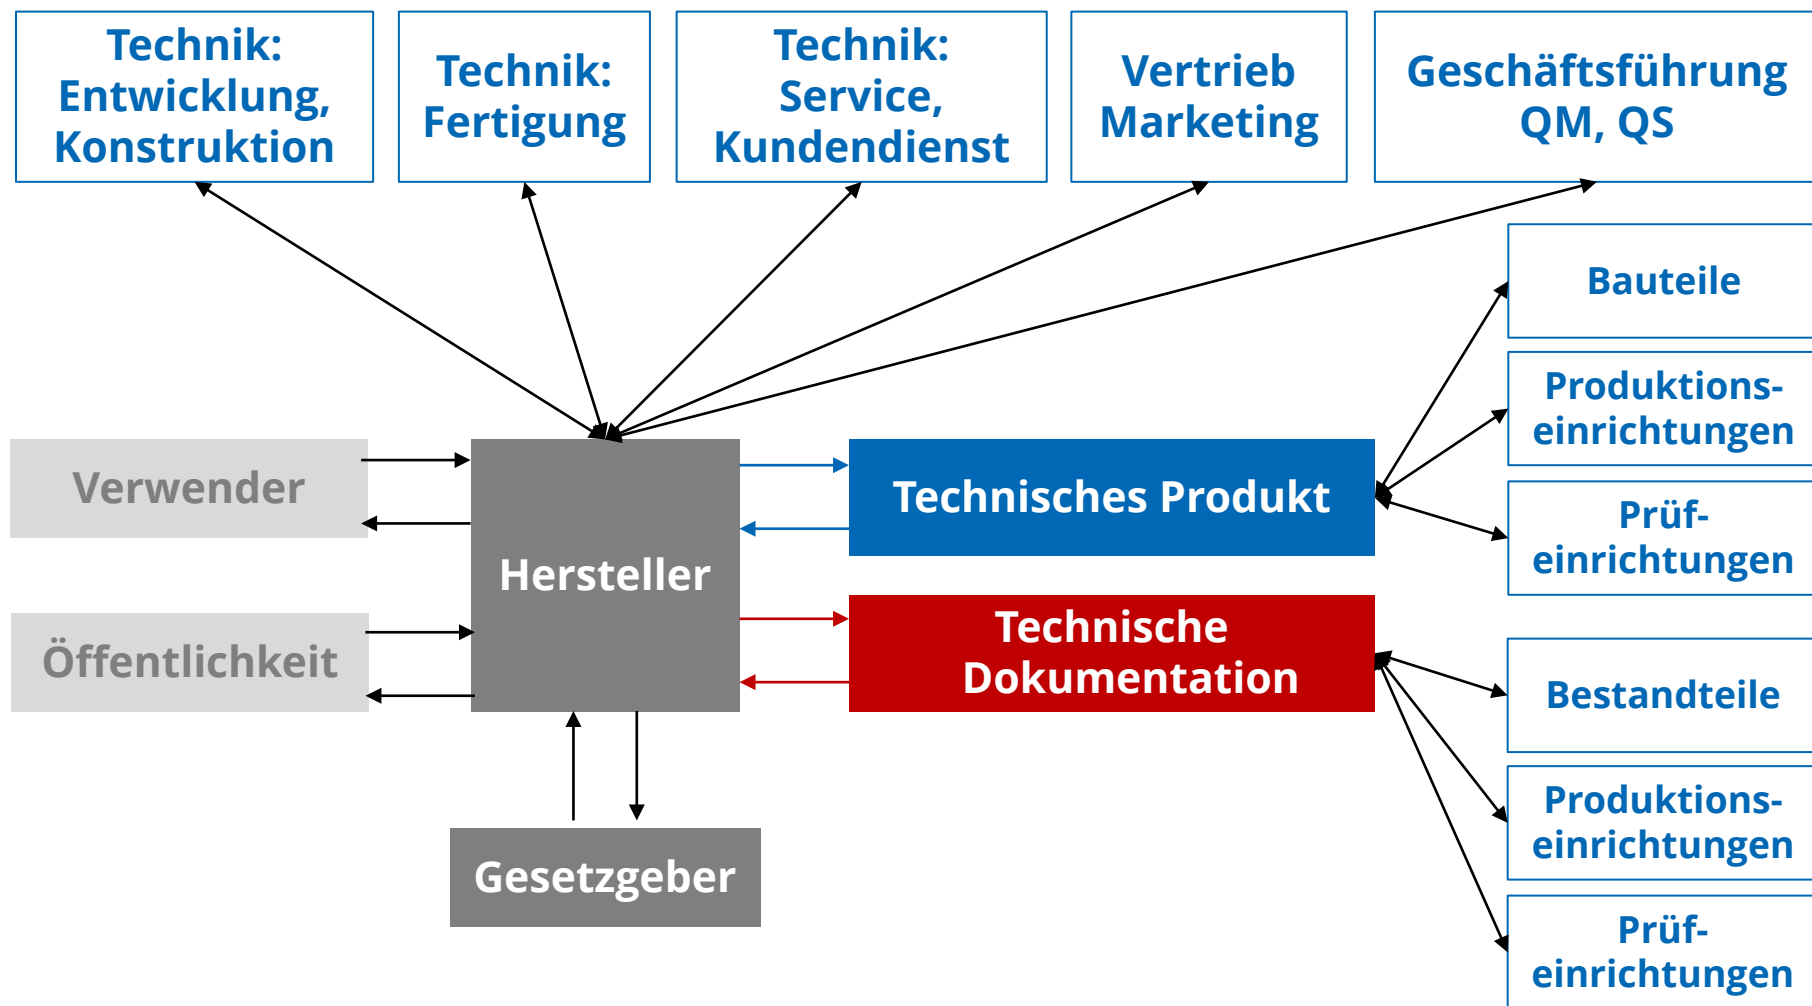 Technik:
Entwicklung,
Konstruktion
Technik:
Fertigung
Technik:
Service,
Kundendienst
Vertrieb
Marketing
Geschäftsführung
QM, QS
Bauteile
Produktions-
einrichtungen
Prüf-
einrichtungen
Verwender
Hersteller
Technisches Produkt
Öffentlichkeit
Technische
Dokumentation
Bestandteile
Produktions-
einrichtungen
Prüf-
einrichtungen
Gesetzgeber